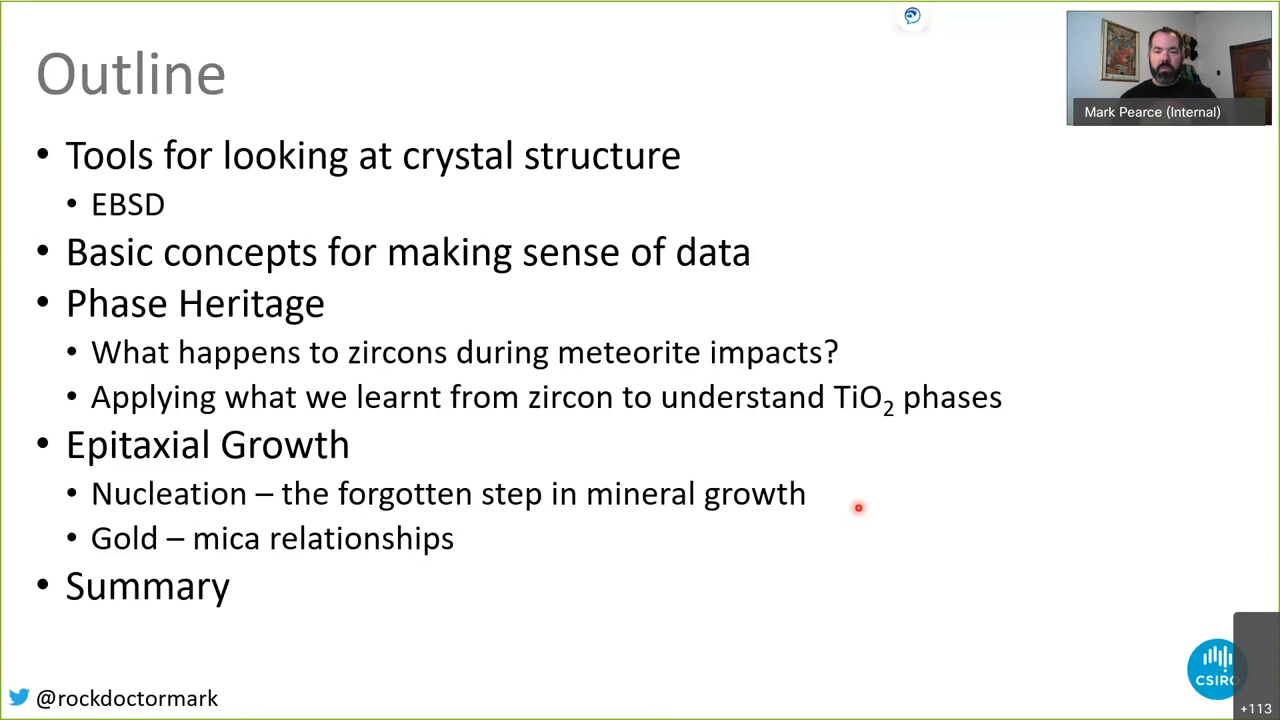 Outline
Mark Pearce (Internal)
• Tools for looking at crystal structure
• EBSD
• Basic concepts for making sense of data
• Phase Heritage
• What happens to zircons during meteorite impacts?
• Applying what we learnt from zircon to understand TiO₂ phases
• Epitaxial Growth
• Nucleation – the forgotten step in mineral growth
• Gold – mica relationships
• Summary
CSIRO
@rockdoctormark
+113